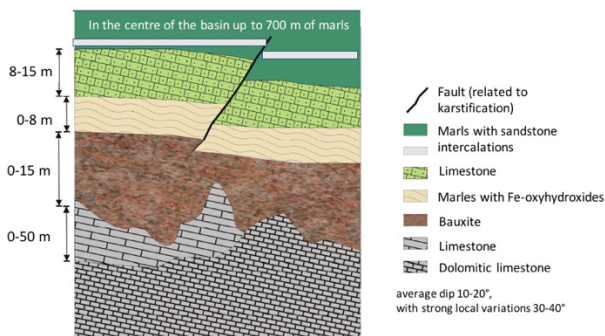 In the centre of the basin up to 700 m of marls
8-15 m
0-8 m
0-15 m
0-50 m
Fault (related to
karstification)
Marls with sandstone
intercalations
Limestone
Marles with Fe-oxyhydroxides
Bauxite
Limestone
Dolomitic limestone
average dip 10-20°,
with strong local variations 30-40°